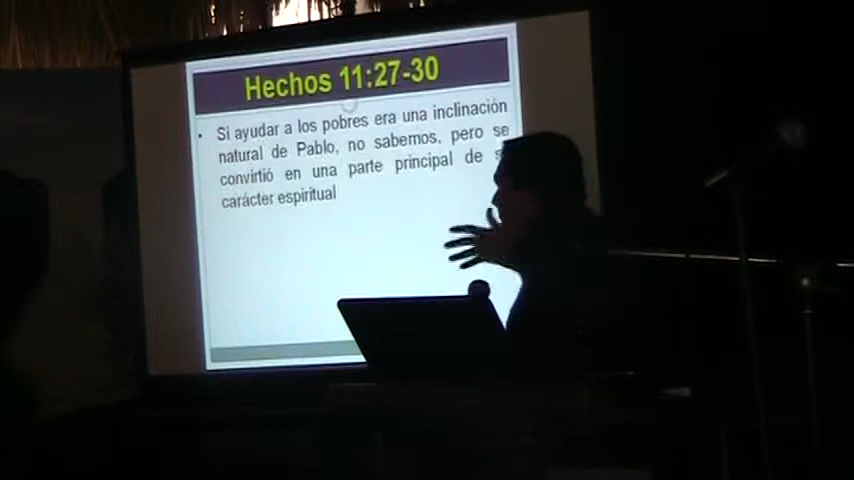 Hechos 11:27-30
• Si ayudar a los pobres era una inclinación
natural de Pablo, no sabemos, pero se
convirtió en una parte principal de
carácter espiritual